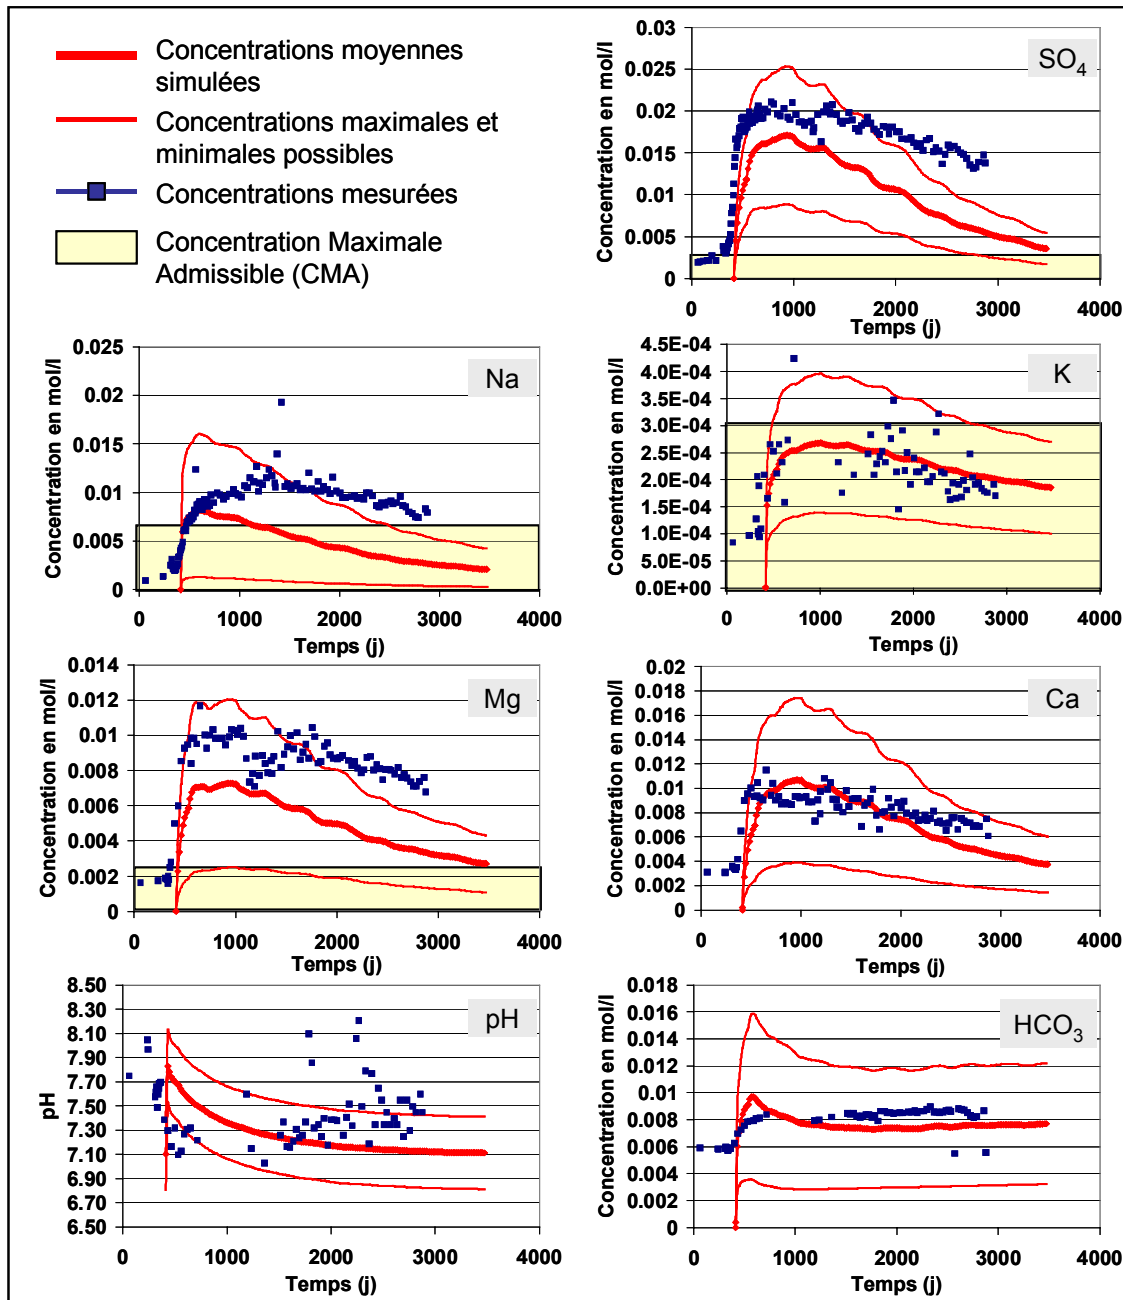 Concentrations moyennes
simulées
Concentrations maximales et
minimales possibles
Concentrations mesurées
Concentration Maximale
Admissible (CMA)
SO4
Concentration en mol/l
0.03
0.025
0.02
0.015
0.01
0.005
0
0 1000 2000 3000 4000
Temps (j)
Na
Concentration en mol/l
0.025
0.02
0.015
0.01
0.005
0
0 1000 2000 3000 4000
Temps (j)
K
Concentration en mol/l
4.5E-04
4.0E-04
3.5E-04
3.0E-04
2.5E-04
2.0E-04
1.5E-04
1.0E-04
5.0E-05
0.0E+00
0 1000 2000 3000 4000
Temps (j)
Mg
Concentration en mol/l
0.014
0.012
0.01
0.008
0.006
0.004
0.002
0
0 1000 2000 3000 4000
Temps (j)
Ca
Concentration en mol/l
0.02
0.018
0.016
0.014
0.012
0.01
0.008
0.006
0.004
0.002
0
0 1000 2000 3000 4000
Temps (j)
pH
pH
8.50
8.30
8.10
7.90
7.70
7.50
7.30
7.10
6.90
6.70
6.50
0 1000 2000 3000 4000
Temps (j)
HCO3
Concentration en mol/l
0.018
0.016
0.014
0.012
0.01
0.008
0.006
0.004
0.002
0
0 1000 2000 3000 4000
Temps (j)